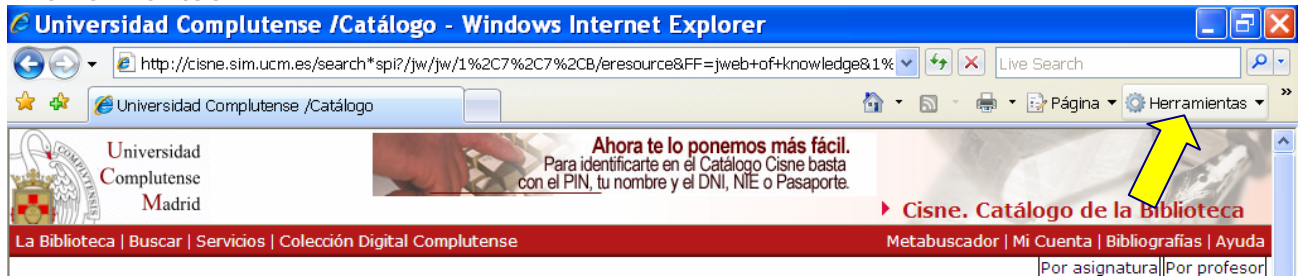 Universidad Complutense /Catálogo - Windows Internet Explorer
http://cisne.sim.ucm.es/search*spi?/jw/jw/1%2C7%2C7%2CB/eresource&FF=jweb+of+knowledge&1%
Live Search
Universidad Complutense /Catálogo
Página
Herramientas
»
Universidad
Complutense
Madrid
Ahora te lo ponemos más fácil.
Para identificarte en el Catálogo Cisne basta
con el PIN, tu nombre y el DNI, NIE o Pasaporte.
Cisne. Catálogo de la Biblioteca
La Biblioteca | Buscar | Servicios | Colección Digital Complutense
Metabuscador | Mi Cuenta | Bibliografías | Ayuda
Por asignatura Por profesor